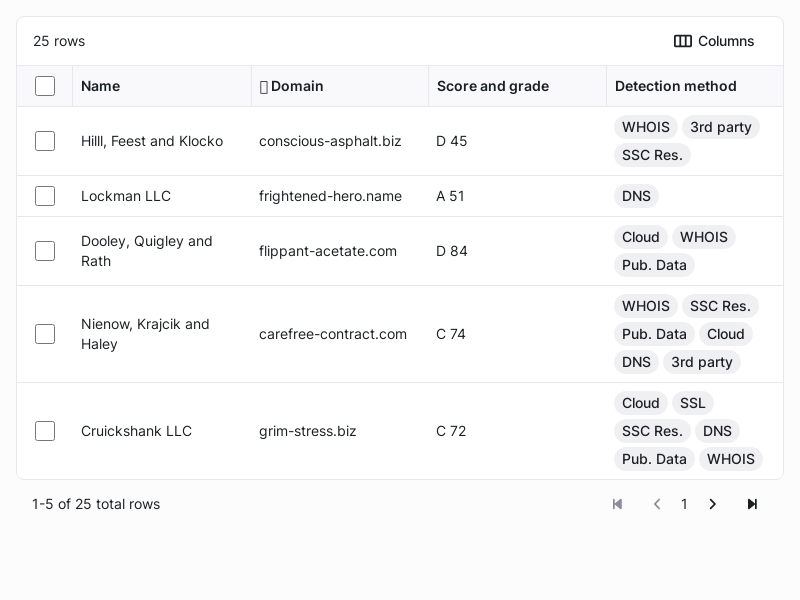 25 rows
Columns
Name
Domain
Score and grade
Detection method
Hilll, Feest and Klocko
conscious-asphalt.biz
D 45
WHOIS 3rd party
SSC Res.
Lockman LLC
frightened-hero.name
A 51
DNS
Dooley, Quigley and
Rath
flippant-acetate.com
D 84
Cloud WHOIS
Pub. Data
Nienow, Krajcik and
Haley
carefree-contract.com
C 74
WHOIS SSC Res.
Pub. Data Cloud
DNS 3rd party
Cruickshank LLC
grim-stress.biz
C 72
Cloud SSL
SSC Res. DNS
Pub. Data WHOIS
1-5 of 25 total rows
1